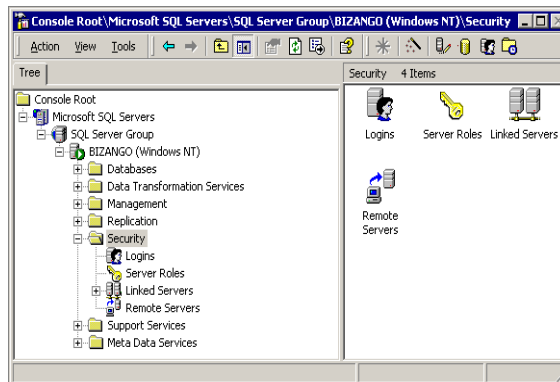 Console Root\Microsoft SQL Servers\SQL Server Group\BIZANGO (Windows NT)\Security
Action View Tools
Tree
Security 4 Items
Console Root
Microsoft SQL Servers
SQL Server Group
BIZANGO (Windows NT)
Databases
Data Transformation Services
Management
Replication
Security
Logins
Server Roles
Linked Servers
Remote Servers
Support Services
Meta Data Services
Logins Server Roles Linked Servers
Remote
Servers